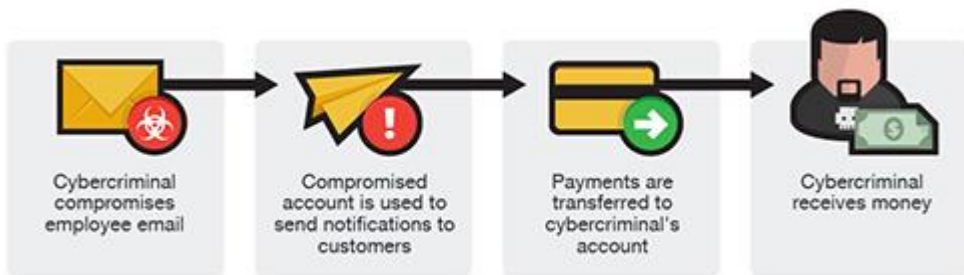 Cybercriminal
compromises
employee email
Compromised
account is used to
send notifications to
customers
Payments are
transferred to
cybercriminal's
account
Cybercriminal
receives money